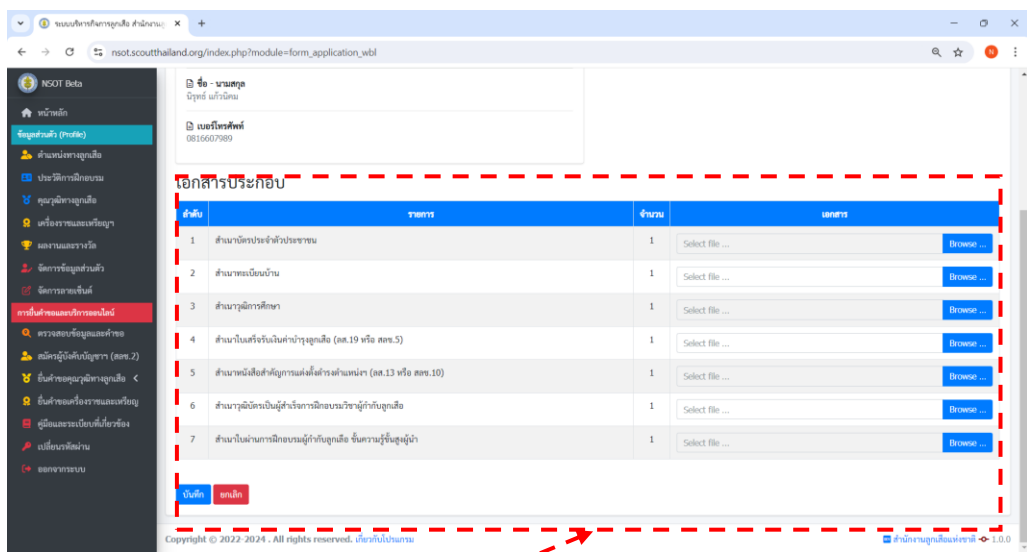 ระบบบริหารกิจการลูกเสือ สำนักงานลู
nsot.scoutthailand.org/index.php?module=form_application_wbl
N
NSOT Beta
หน้าหลัก
ข้อมูลส่วนตัว (Profile)
ตำแหน่งทางลูกเสือ
ประวัติการฝึกอบรม
คุณวุฒิทางลูกเสือ
เครื่องราชและเหรียญฯ
ผลงานและรางวัล
จัดการข้อมูลส่วนตัว
จัดการลายเซ็นต์
การยื่นคำขอและบริการออนไลน์
ตรวจสอบข้อมูลและคำขอ
สมัครผู้บังคับบัญชาฯ (ลสช.2)
ยื่นคำขอคุณวุฒิทางลูกเสือ
ยื่นคำขอเครื่องราชและเหรียญ
คู่มือและระเบียบที่เกี่ยวข้อง
เปลี่ยนรหัสผ่าน
ออกจากระบบ
ชื่อ - นามสกุล
นิรุทธ์ แก้วนิคม
เบอร์โทรศัพท์
0816607989
เอกสารประกอบ
ลำดับ รายการ จำนวน เอกสาร
1 สำเนาบัตรประจำตัวประชาชน 1 Select file ... Browse ...
2 สำเนาทะเบียนบ้าน 1 Select file ... Browse ...
3 สำเนาวุฒิการศึกษา 1 Select file ... Browse ...
4 สำเนาใบเสร็จรับเงินค่าบำรุงลูกเสือ (ลส.19 หรือ ลสช.5) 1 Select file ... Browse ...
5 สำเนาหนังสือสำคัญการแต่งตั้งดำรงตำแหน่งฯ (ลส.13 หรือ ลสช.10) 1 Select file ... Browse ...
6 สำเนาวุฒิบัตรเป็นผู้สำเร็จการฝึกอบรมวิชาผู้กำกับลูกเสือ 1 Select file ... Browse ...
7 สำเนาใบผ่านการฝึกอบรมผู้กำกับลูกเสือ ขั้นความรู้ชั้นสูงผู้นำ 1 Select file ... Browse ...
บันทึก ยกเลิก
Copyright © 2022-2024 . All rights reserved. เกี่ยวกับโปรแกรม
สำนักงานลูกเสือแห่งชาติ 1.0.0